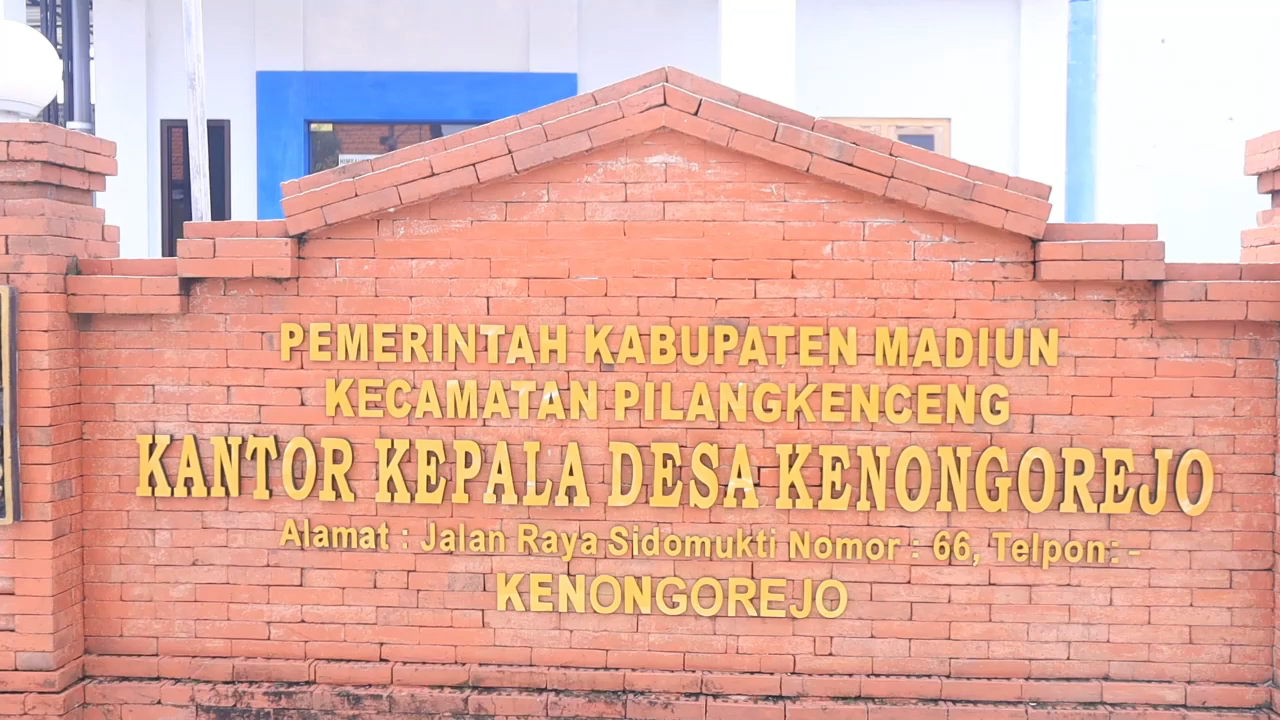 PEMERINTAH KABUPATEN MADIUN
KECAMATAN PILANGKENCENG
KANTOR KEPALA DESA KENONGOREJO
Alamat : Jalan Raya Sidomukti Nomor : 66, Telpon: -
KENONGOREJO